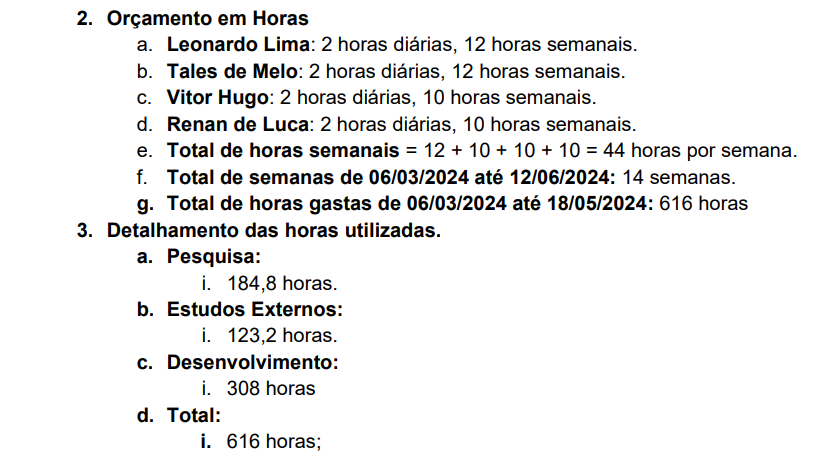 2. Orçamento em Horas
a. Leonardo Lima: 2 horas diárias, 12 horas semanais.
b. Tales de Melo: 2 horas diárias, 12 horas semanais.
c. Vitor Hugo: 2 horas diárias, 10 horas semanais.
d. Renan de Luca: 2 horas diárias, 10 horas semanais.
e. Total de horas semanais = 12 + 10 + 10 + 10 = 44 horas por semana.
f. Total de semanas de 06/03/2024 até 12/06/2024: 14 semanas.
g. Total de horas gastas de 06/03/2024 até 18/05/2024: 616 horas
3. Detalhamento das horas utilizadas.
a. Pesquisa:
i. 184,8 horas.
b. Estudos Externos:
i. 123,2 horas.
c. Desenvolvimento:
i. 308 horas
d. Total:
i. 616 horas;